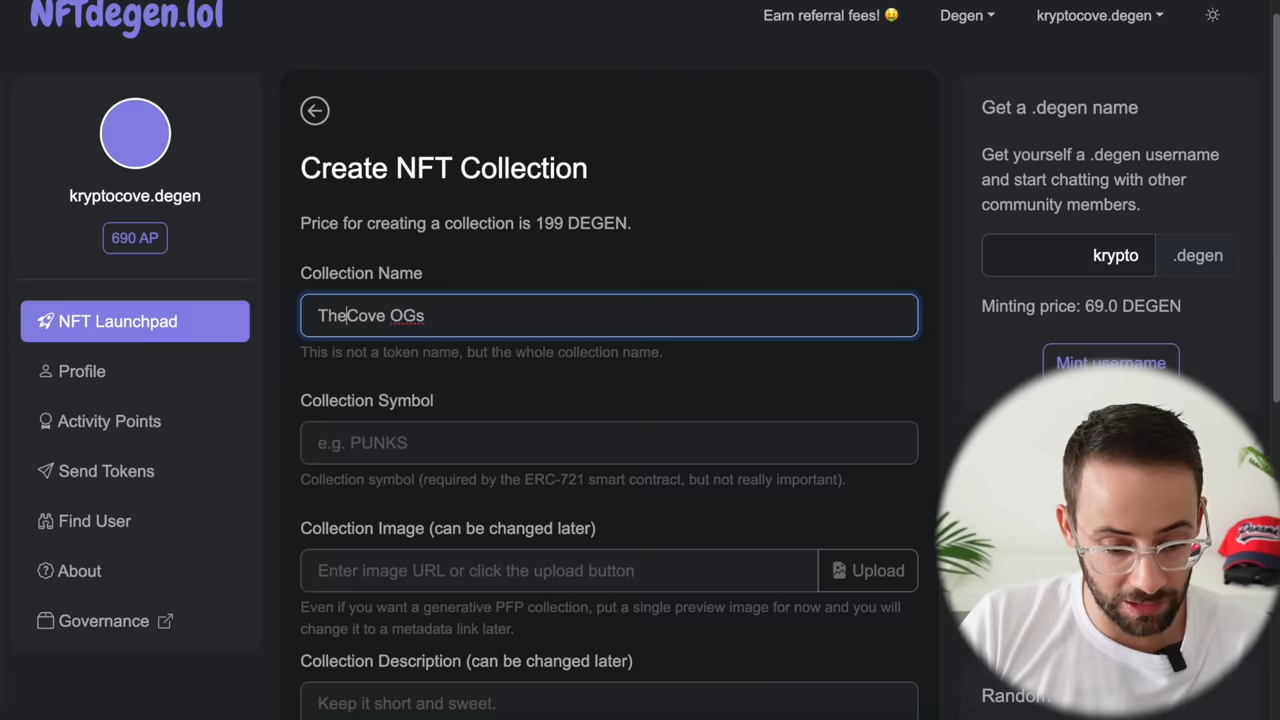 NFTdegen.lol
Earn referral fees! 🤑
Degen
kryptocove.degen
kryptocove.degen
690 AP
NFT Launchpad
Profile
Activity Points
Send Tokens
Find User
About
Governance
Create NFT Collection
Price for creating a collection is 199 DEGEN.
Collection Name
TheCove OGs
This is not a token name, but the whole collection name.
Collection Symbol
e.g. PUNKS
Collection symbol (required by the ERC-721 smart contract, but not really important).
Collection Image (can be changed later)
Enter image URL or click the upload button
Upload
Even if you want a generative PFP collection, put a single preview image for now and you will
change it to a metadata link later.
Collection Description (can be changed later)
Keep it short and sweet.
Get a .degen name
Get yourself a .degen username
and start chatting with other
community members.
krypto
.degen
Minting price: 69.0 DEGEN
Mint username